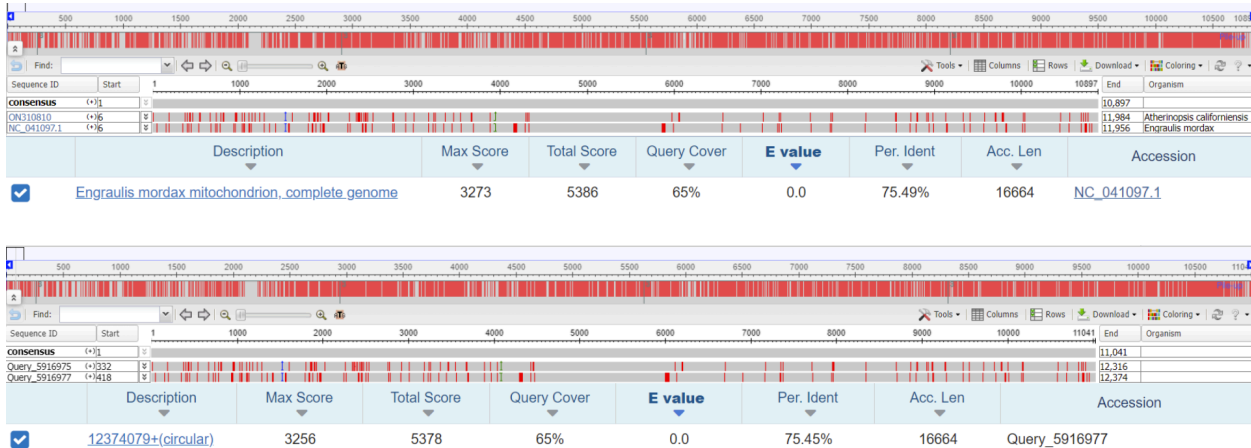 500 1000 1500 2000 2500 3000 3500 4000 4500 5000 5500 6000 6500 7000 7500 8000 8500 9000 9500 10000 10500
Find: Tools Columns Rows Download Coloring ?
Sequence ID Start 1 1000 2000 3000 4000 5000 6000 7000 8000 9000 10000 10897 End Organism
consensus (+) 1 10,897
ON310810 (+) 6 11,984 Atherinopsis californiensis
NC_041097.1 (+) 6 11,956 Engraulis mordax
Description Max Score Total Score Query Cover E value Per. Ident Acc. Len Accession
Engraulis mordax mitochondrion, complete genome 3273 5386 65% 0.0 75.49% 16664 NC_041097.1
500 1000 1500 2000 2500 3000 3500 4000 4500 5000 5500 6000 6500 7000 7500 8000 8500 9000 9500 10000 10500
Find: Tools Columns Rows Download Coloring ?
Sequence ID Start 1 1000 2000 3000 4000 5000 6000 7000 8000 9000 10000 11041 End Organism
consensus (+) 1 11,041
Query_5916975 (+) 332 12,316
Query_5916977 (+) 418 12,374
Description Max Score Total Score Query Cover E value Per. Ident Acc. Len Accession
12374079+(circular) 3256 5378 65% 0.0 75.45% 16664 Query_5916977